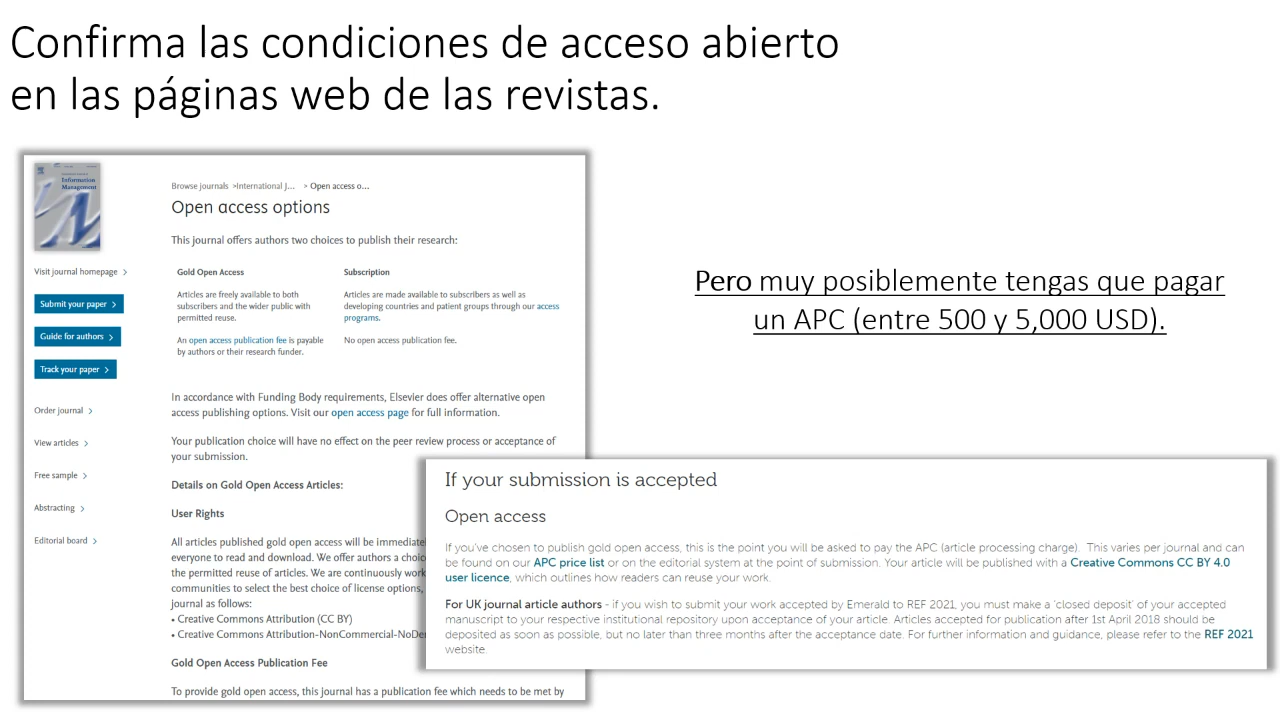 Confirma las condiciones de acceso abierto
en las páginas web de las revistas.
Information
Management
Browse journals >International J... > Open access o...
Open access options
This journal offers authors two choices to publish their research:
Visit journal homepage >
Submit your paper >
Guide for authors >
Track your paper >
Order journal >
View articles >
Free sample >
Abstracting >
Editorial board >
Gold Open Access
Articles are freely available to both
subscribers and the wider public with
permitted reuse.
An open access publication fee is payable
by authors or their research funder.
Subscription
Articles are made available to subscribers as well as
developing countries and patient groups through our access
programs.
No open access publication fee.
In accordance with Funding Body requirements, Elsevier does offer alternative open
access publishing options. Visit our open access page for full information.
Your publication choice will have no effect on the peer review process or acceptance of
your submission.
Details on Gold Open Access Articles:
User Rights
All articles published gold open access will be immediate
everyone to read and download. We offer authors a choic
the permitted reuse of articles. We are continuously work
communities to select the best choice of license options,
journal as follows:
• Creative Commons Attribution (CC BY)
• Creative Commons Attribution-NonCommercial-NoDer
Gold Open Access Publication Fee
To provide gold open access, this journal has a publication fee which needs to be met by
Pero muy posiblemente tengas que pagar
un APC (entre 500 y 5,000 USD).
If your submission is accepted
Open access
If you've chosen to publish gold open access, this is the point you will be asked to pay the APC (article processing charge). This varies per journal and can
be found on our APC price list or on the editorial system at the point of submission. Your article will be published with a Creative Commons CC BY 4.0
user licence, which outlines how readers can reuse your work.
For UK journal article authors - if you wish to submit your work accepted by Emerald to REF 2021, you must make a 'closed deposit' of your accepted
manuscript to your respective institutional repository upon acceptance of your article. Articles accepted for publication after 1st April 2018 should be
deposited as soon as possible, but no later than three months after the acceptance date. For further information and guidance, please refer to the REF 2021
website.